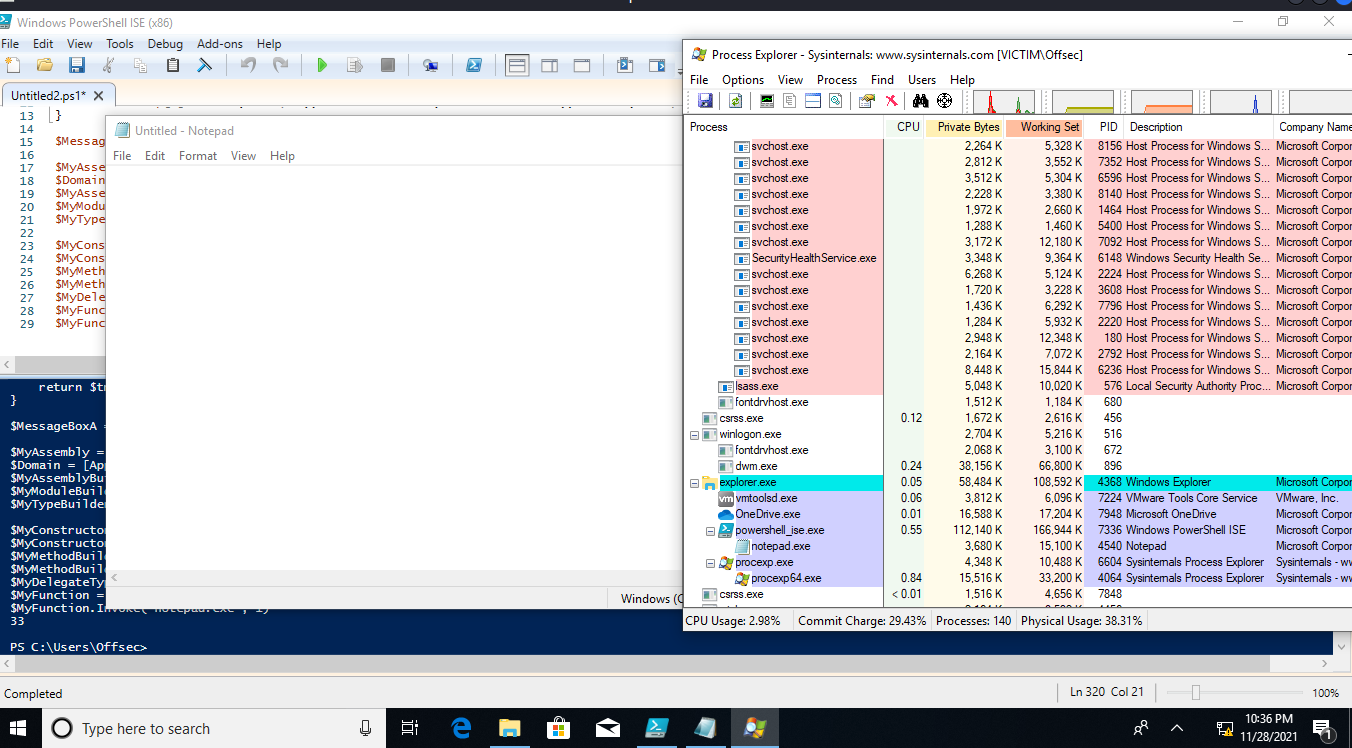 Windows PowerShell ISE (x86)
File Edit View Tools Debug Add-ons Help
Untitled2.ps1* X
13 }
14
15 $Messag
16
17 $MyAsse
18 $Domain
19 $MyAsse
20 $MyModu
21 $MyType
22
23 $MyCons
24 $MyCons
25 $MyMeth
26 $MyMeth
27 $MyDele
28 $MyFunc
29 $MyFunc
return $t
}
$MessageBoxA =
$MyAssembly =
$Domain = [Ap
$MyAssemblyBu
$MyModuleBuil
$MyTypeBuilde
$MyConstructo
$MyConstructo
$MyMethodBuil
$MyMethodBuil
$MyDelegateTy
$MyFunction =
$MyFunction.Invoke("notepad.exe", 1)
33
PS C:\Users\Offsec>
Completed
Ln 320 Col 21
100%
Untitled - Notepad
File Edit Format View Help
Windows (C
Process Explorer - Sysinternals: www.sysinternals.com [VICTIM\Offsec]
File Options View Process Find Users Help
Process CPU Private Bytes Working Set PID Description Company Name
svchost.exe 2,264 K 5,328 K 8156 Host Process for Windows S... Microsoft Corpor
svchost.exe 2,812 K 3,552 K 7352 Host Process for Windows S... Microsoft Corpor
svchost.exe 3,512 K 5,304 K 6596 Host Process for Windows S... Microsoft Corpor
svchost.exe 2,228 K 3,380 K 8140 Host Process for Windows S... Microsoft Corpor
svchost.exe 1,972 K 2,660 K 1464 Host Process for Windows S... Microsoft Corpor
svchost.exe 1,288 K 1,460 K 5400 Host Process for Windows S... Microsoft Corpor
svchost.exe 3,172 K 12,180 K 7092 Host Process for Windows S... Microsoft Corpor
SecurityHealthService.exe 3,348 K 9,364 K 6148 Windows Security Health Se... Microsoft Corpor
svchost.exe 6,268 K 5,124 K 2224 Host Process for Windows S... Microsoft Corpor
svchost.exe 1,720 K 3,228 K 3608 Host Process for Windows S... Microsoft Corpor
svchost.exe 1,436 K 6,292 K 7796 Host Process for Windows S... Microsoft Corpor
svchost.exe 1,284 K 5,932 K 2220 Host Process for Windows S... Microsoft Corpor
svchost.exe 2,948 K 12,348 K 180 Host Process for Windows S... Microsoft Corpor
svchost.exe 2,164 K 7,072 K 2792 Host Process for Windows S... Microsoft Corpor
svchost.exe 8,448 K 15,844 K 6236 Host Process for Windows S... Microsoft Corpor
lsass.exe 5,048 K 10,020 K 576 Local Security Authority Proc... Microsoft Corpor
fontdrvhost.exe 1,512 K 1,184 K 680
csrss.exe 0.12 1,672 K 2,616 K 456
winlogon.exe 2,704 K 5,216 K 516
fontdrvhost.exe 2,068 K 3,100 K 672
dwm.exe 0.24 38,156 K 66,800 K 896
explorer.exe 0.05 58,484 K 108,592 K 4368 Windows Explorer Microsoft Corpor
vm vmtoolsd.exe 0.06 3,812 K 6,096 K 7224 VMware Tools Core Service VMware, Inc.
OneDrive.exe 0.01 16,588 K 17,204 K 7948 Microsoft OneDrive Microsoft Corpor
powershell_ise.exe 0.55 112,140 K 166,944 K 7336 Windows PowerShell ISE Microsoft Corpor
notepad.exe 3,680 K 15,100 K 4540 Notepad Microsoft Corpor
procexp.exe 4,348 K 10,488 K 6604 Sysinternals Process Explorer Sysinternals - ww
procexp64.exe 0.84 15,516 K 33,200 K 4064 Sysinternals Process Explorer Sysinternals - ww
csrss.exe < 0.01 1,516 K 4,656 K 7848
CPU Usage: 2.98% Commit Charge: 29.43% Processes: 140 Physical Usage: 38.31%
Type here to search
10:36 PM
11/28/2021
1